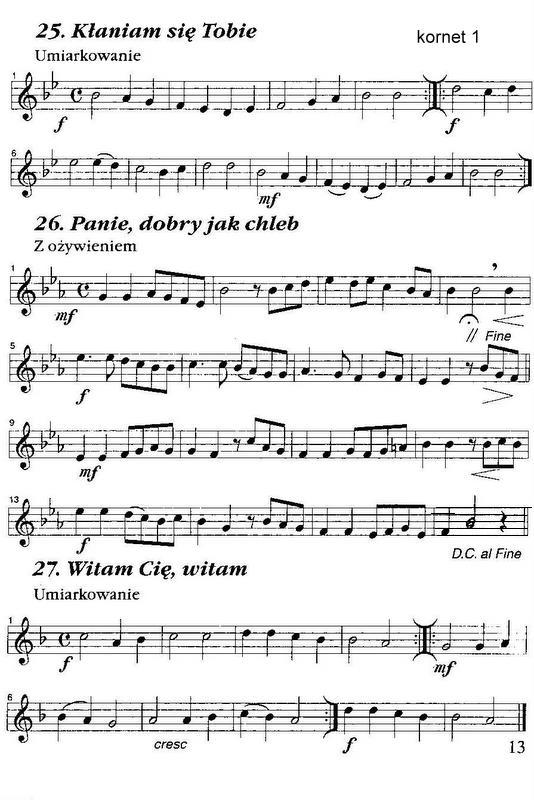 25. Kłaniam się Tobie
kornet 1
Umiarkowanie
1
f
f
6
mf
26. Panie, dobry jak chleb
Z ożywieniem
1
mf
// Fine
5
f
9
mf
13
f
D.C. al Fine
27. Witam Cię, witam
Umiarkowanie
1
f
mf
6
cresc
f
13